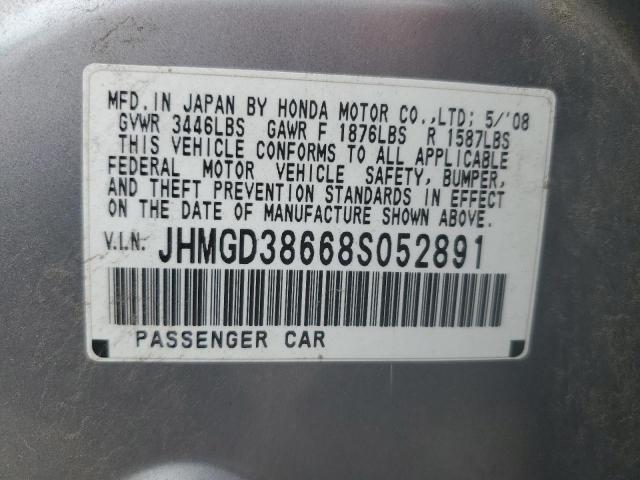 MFD. IN JAPAN BY HONDA MOTOR CO.,LTD; 5/'08
GVWR 3446LBS GAWR F 1876LBS R 1587LBS
THIS VEHICLE CONFORMS TO ALL APPLICABLE
FEDERAL MOTOR VEHICLE SAFETY, BUMPER,
AND THEFT PREVENTION STANDARDS IN EFFECT
ON THE DATE OF MANUFACTURE SHOWN ABOVE.
V.I.N. JHMGD38668S052891
PASSENGER CAR